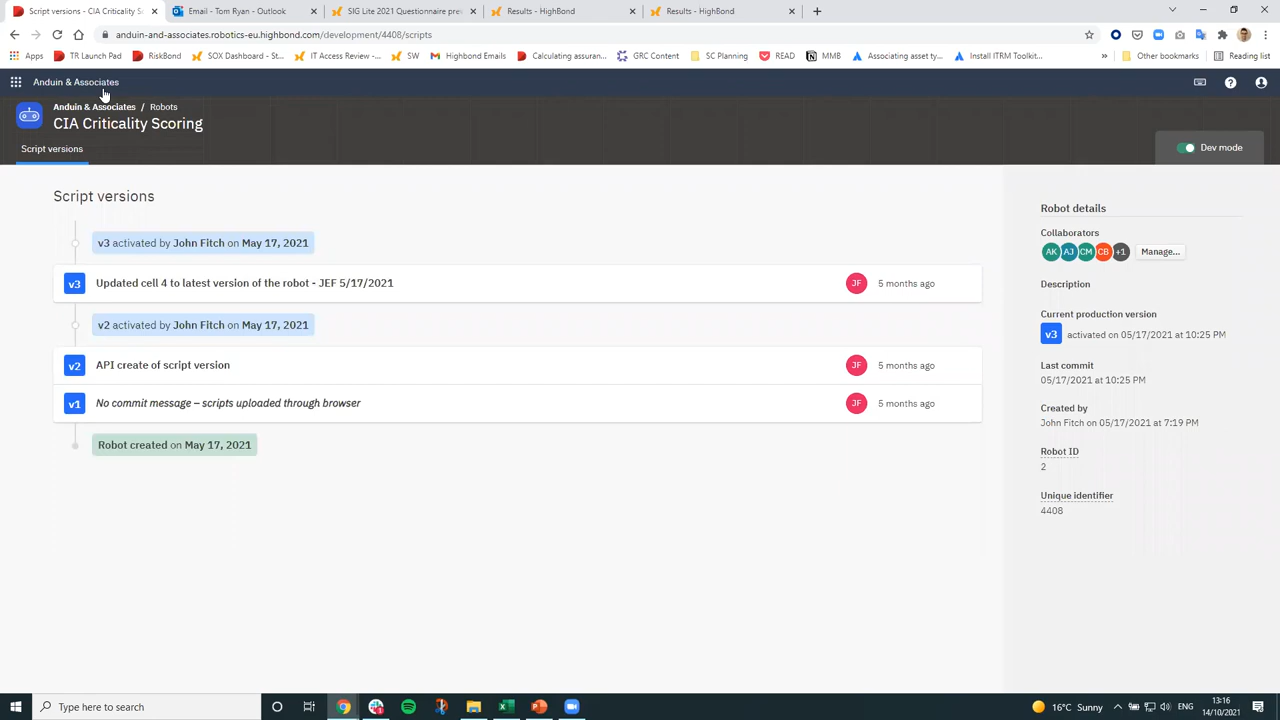 Script versions - CIA Criticality S
Email - Tom Ryan - Outlook
SIG Lite 2021 Questionnaire pre
Results - HighBond
Results - HighBond
anduin-and-associates.robotics-eu.highbond.com/development/4408/scripts
Apps
TR Launch Pad
RiskBond
SOX Dashboard - St...
IT Access Review -...
SW
Highbond Emails
Calculating assuran...
GRC Content
SC Planning
READ
MMB
Associating asset ty...
Install ITRM Toolkit...
»
Other bookmarks
Reading list
Anduin & Associates
Anduin & Associates / Robots
CIA Criticality Scoring
Script versions
Dev mode
Script versions
v3 activated by John Fitch on May 17, 2021
v3 Updated cell 4 to latest version of the robot - JEF 5/17/2021 JF 5 months ago
v2 activated by John Fitch on May 17, 2021
v2 API create of script version JF 5 months ago
v1 No commit message – scripts uploaded through browser JF 5 months ago
Robot created on May 17, 2021
Robot details
Collaborators
AK AJ CM CB +1 Manage...
Description
Current production version
v3 activated on 05/17/2021 at 10:25 PM
Last commit
05/17/2021 at 10:25 PM
Created by
John Fitch on 05/17/2021 at 7:19 PM
Robot ID
2
Unique identifier
4408
Type here to search
16°C Sunny
ENG
13:16
14/10/2021